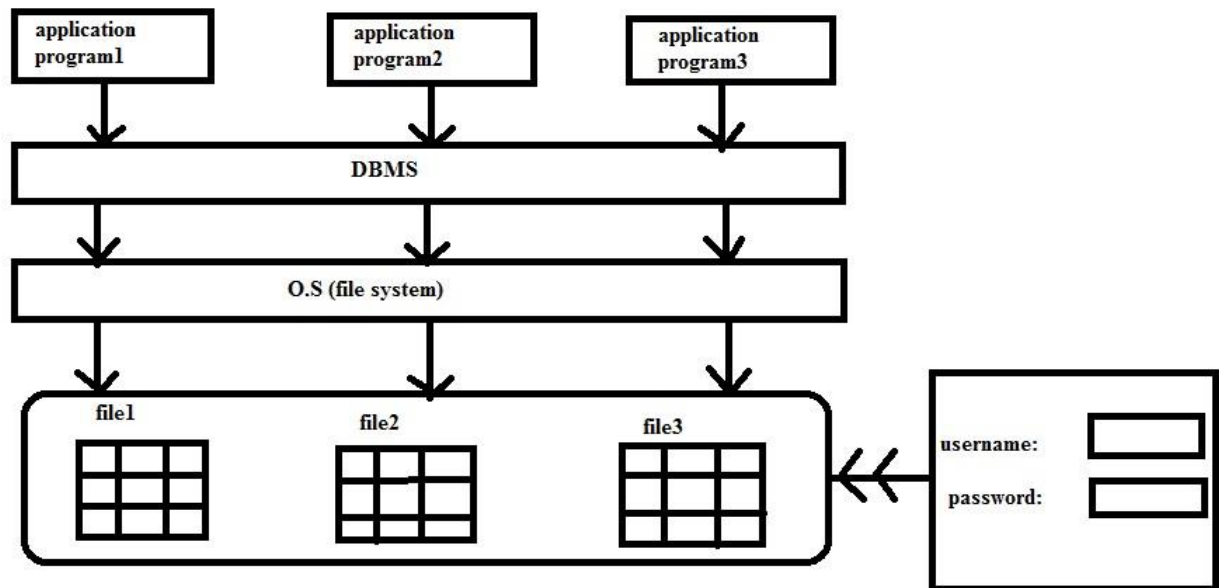 application
program1
application
program2
application
program3
DBMS
O.S (file system)
file1
file2
file3
username:
password: